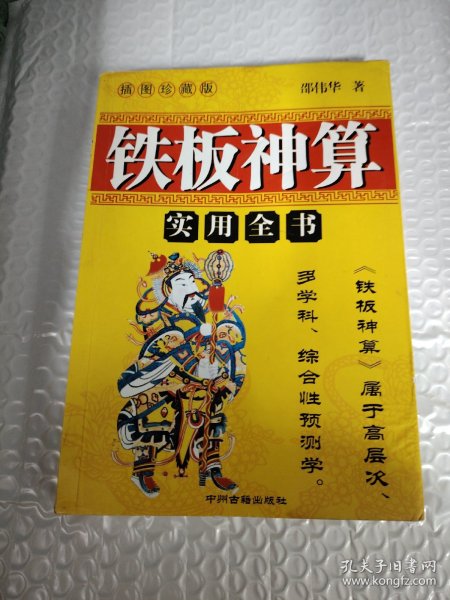 插图珍藏版
邵伟华 著
铁板神算
实用全书
《铁板神算》属于高层次、
多学科、综合性预测学。
中州古籍出版社
孔夫子旧书网
www.kongfz.com